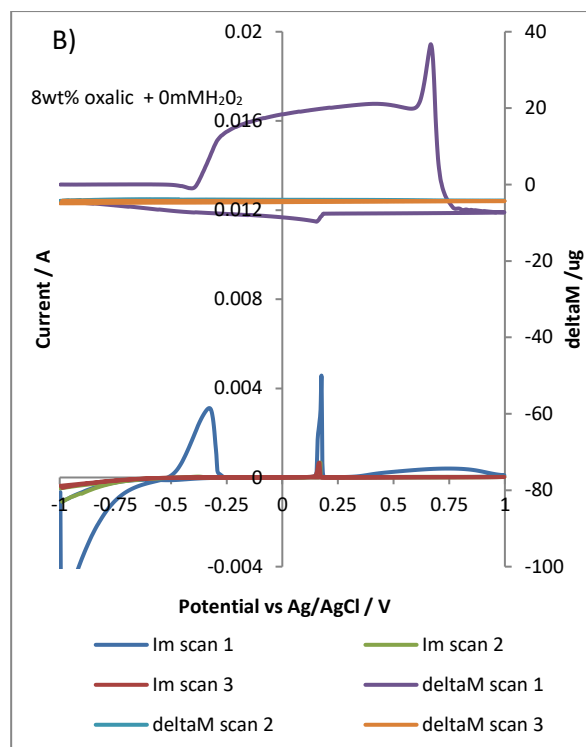 B)
8wt% oxalic + 0mMH₂0₂
0.02
0.016
0.012
0.008
0.004
0
-0.004
40
20
0
-20
-40
-60
-80
-100
-1 -0.75 -0.5 -0.25 0 0.25 0.5 0.75 1
Current / A
deltaM /ug
Potential vs Ag/AgCl / V
Im scan 1 Im scan 2
Im scan 3 deltaM scan 1
deltaM scan 2 deltaM scan 3